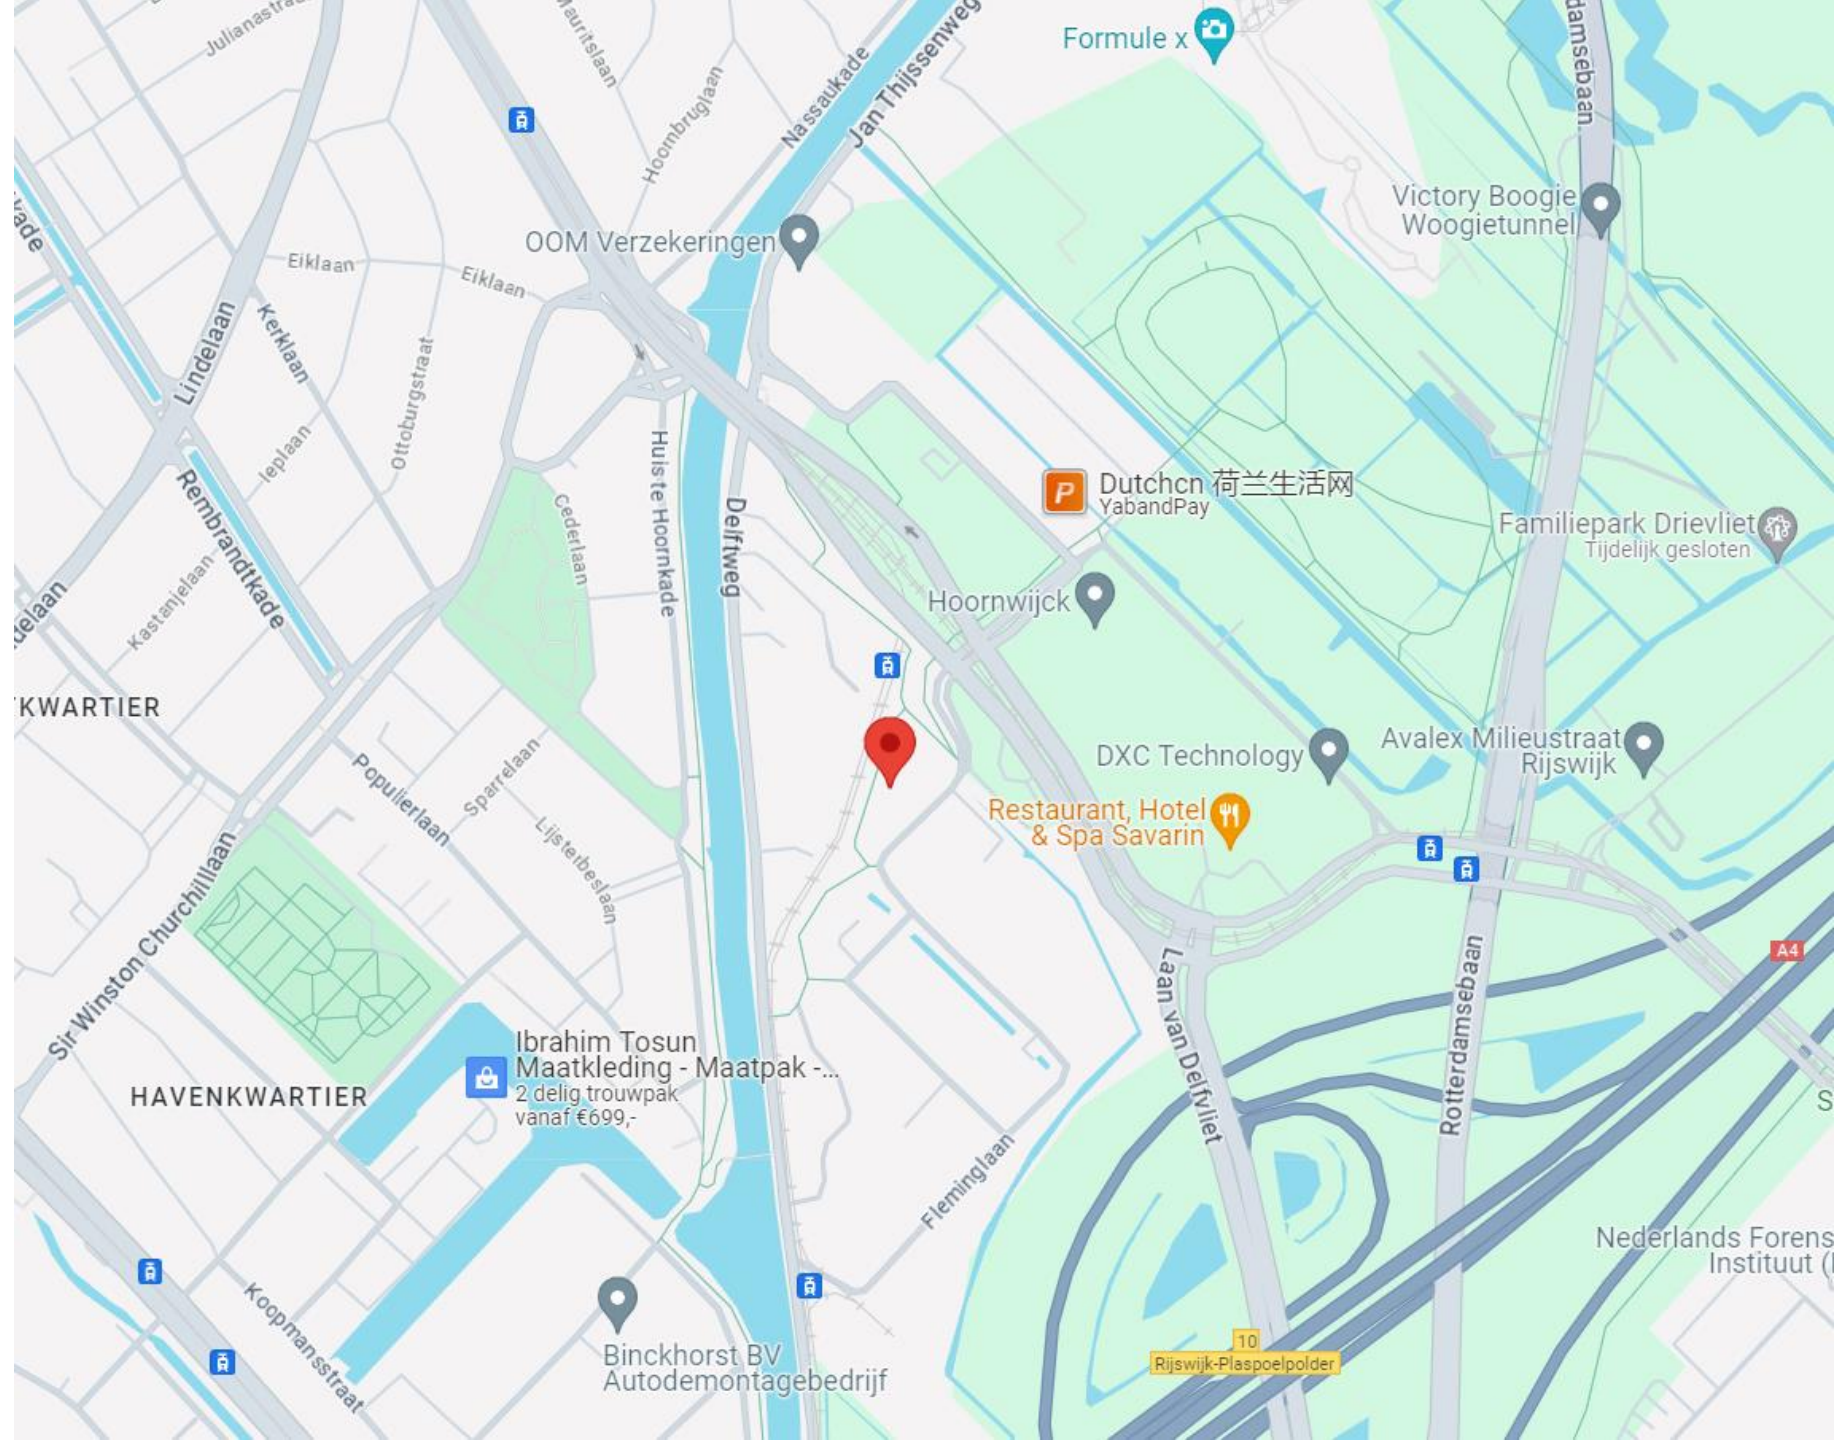 Julianastraa
Mauritslaan
Hoornbruglaan
Nassaukade
Jan Thijssenweg
Formule x
damsebaan
Victory Boogie
Woogietunnel
OOM Verzekeringen
kade
Eiklaan
Eiklaan
Lindelaan
Kerklaan
Ottoburgstraat
Ieplaan
Rembrandtkade
Huis te Hoornkade
Delftweg
Cederlaan
P
Dutchcn 荷兰生活网
YabandPay
Familiepark Drievliet
Tijdelijk gesloten
Hoornwijck
Kastanjelaan
delaan
KWARTIER
Populierlaan
Sparrelaan
Lijsterbeslaan
DXC Technology
Avalex Milieustraat
Rijswijk
Restaurant, Hotel
& Spa Savarin
Sir Winston Churchilllaan
A4
Laan van Delfvliet
Rotterdamsebaan
Ibrahim Tosun
Maatkleding - Maatpak -...
2 delig trouwpak
vanaf €699,-
HAVENKWARTIER
S
Fleminglaan
Nederlands Forens
Instituut (
Koopmansstraat
Binckhorst BV
Autodemontagebedrijf
10
Rijswijk-Plaspoelpolder